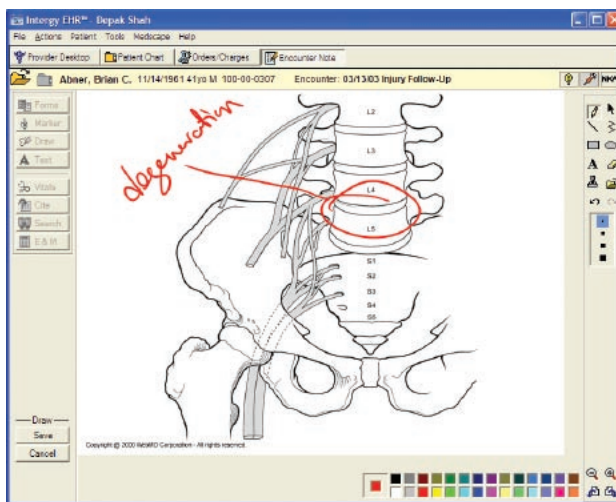 Intergy EHR™ - Depak Shah
File Actions Patient Tools Medscape Help
Provider Desktop Patient Chart Orders/Charges Encounter Note
Abner, Brian C. 11/14/1961 41yo M 100-00-0307 Encounter: 03/13/03 Injury Follow-Up NKA
Forms
Marker
Draw
Text
Vitals
Cite
Search
E & M
degeneration
L2
L3
L4
L5
S1
S2
S3
S4
S5
Draw
Save
Cancel
Copyright @ 2000 WebMD Corporation - All rights reserved.
A